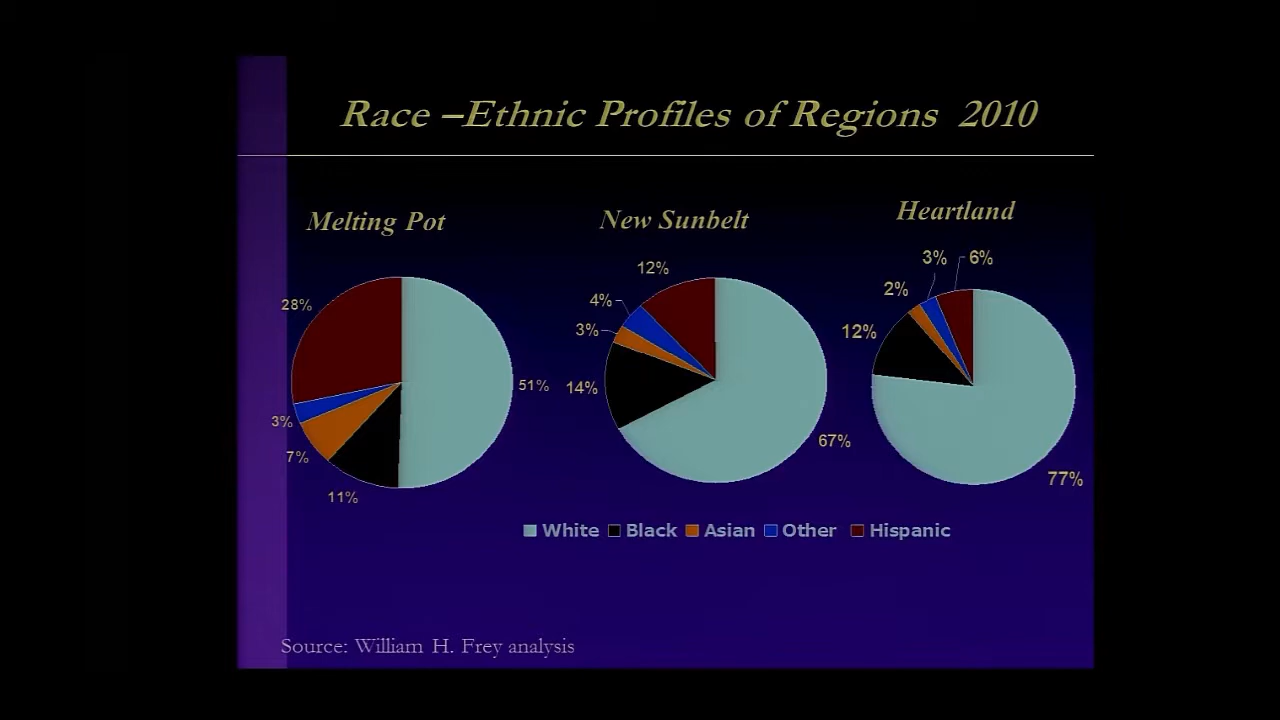 Race –Ethnic Profiles of Regions 2010
Melting Pot
28%
51%
3%
7%
11%
New Sunbelt
12%
4%
3%
14%
67%
Heartland
3% 6%
2%
12%
77%
White Black Asian Other Hispanic
Source: William H. Frey analysis